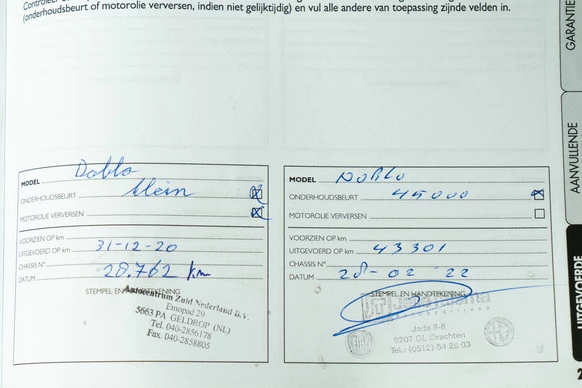 (onderhoudsbeurt of motorolie verversen, indien niet gelijktijdig) en vul alle andere van toepassing zijnde velden in.
GARANTIE
AANVULLENDE
UITGEVOERDE
MODEL Doblo
ONDERHOUDSBEURT klein
MOTOROLIE VERVERSEN
VOORZIEN OP km
UITGEVOERD OP km 31-12-20
CHASSIS N°
DATUM 28.762 km
STEMPEL EN HANDTEKENING
Autocentrum Zuid Nederland B.V.
Emopad 29
5663 PA GELDROP (NL)
Tel. 040-2856178
Fax. 040-2858805
MODEL DOBLO
ONDERHOUDSBEURT 45000
MOTOROLIE VERVERSEN
VOORZIEN OP km
UITGEVOERD OP km 43301
CHASSIS N°
DATUM 28-02 22
STEMPEL EN HANDTEKENING
Jade 6-8
9207 GL Drachten
Tel.: (0512) 54 28 03
2